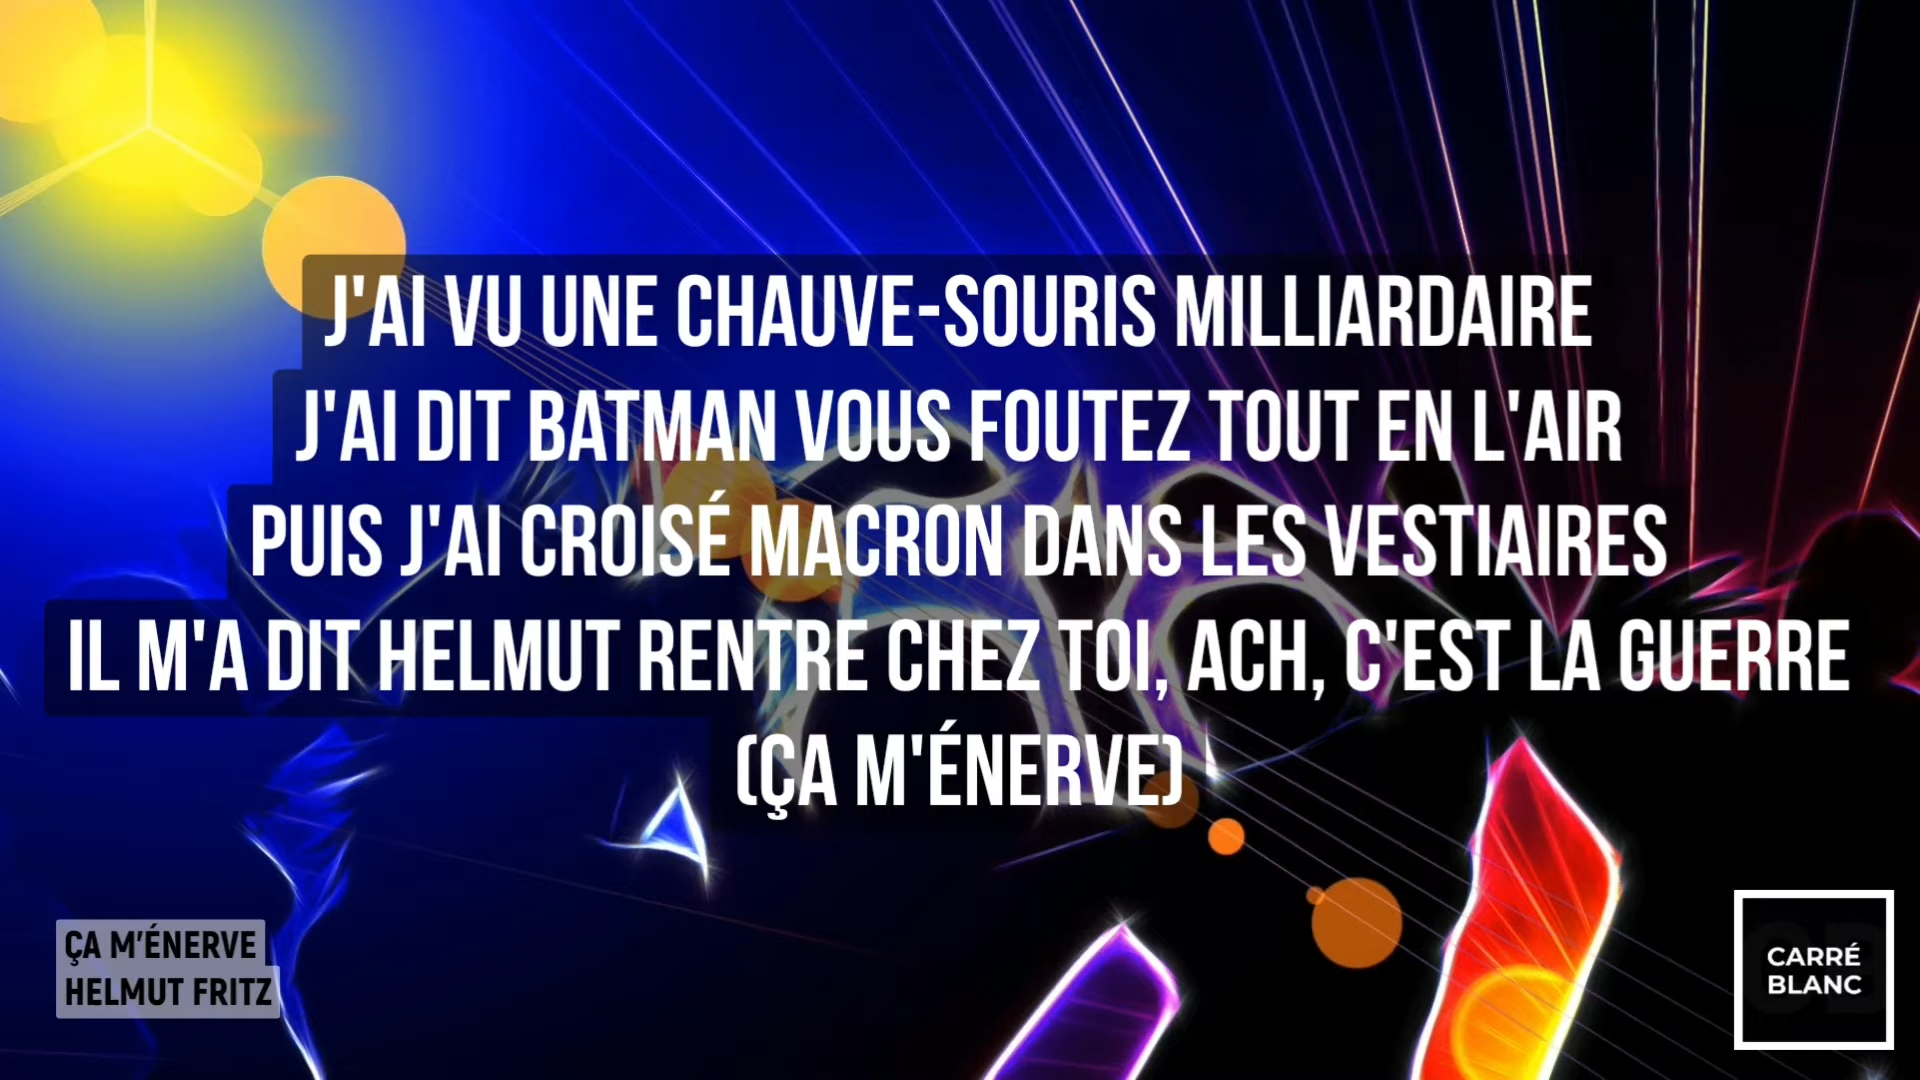 J'AI VU UNE CHAUVE-SOURIS MILLIARDAIRE
J'AI DIT BATMAN VOUS FOUTEZ TOUT EN L'AIR
PUIS J'AI CROISÉ MACRON DANS LES VESTIAIRES
IL M'A DIT HELMUT RENTRE CHEZ TOI, ACH, C'EST LA GUERRE
(ÇA M'ÉNERVE)
ÇA M'ÉNERVE
HELMUT FRITZ
CARRÉ
BLANC